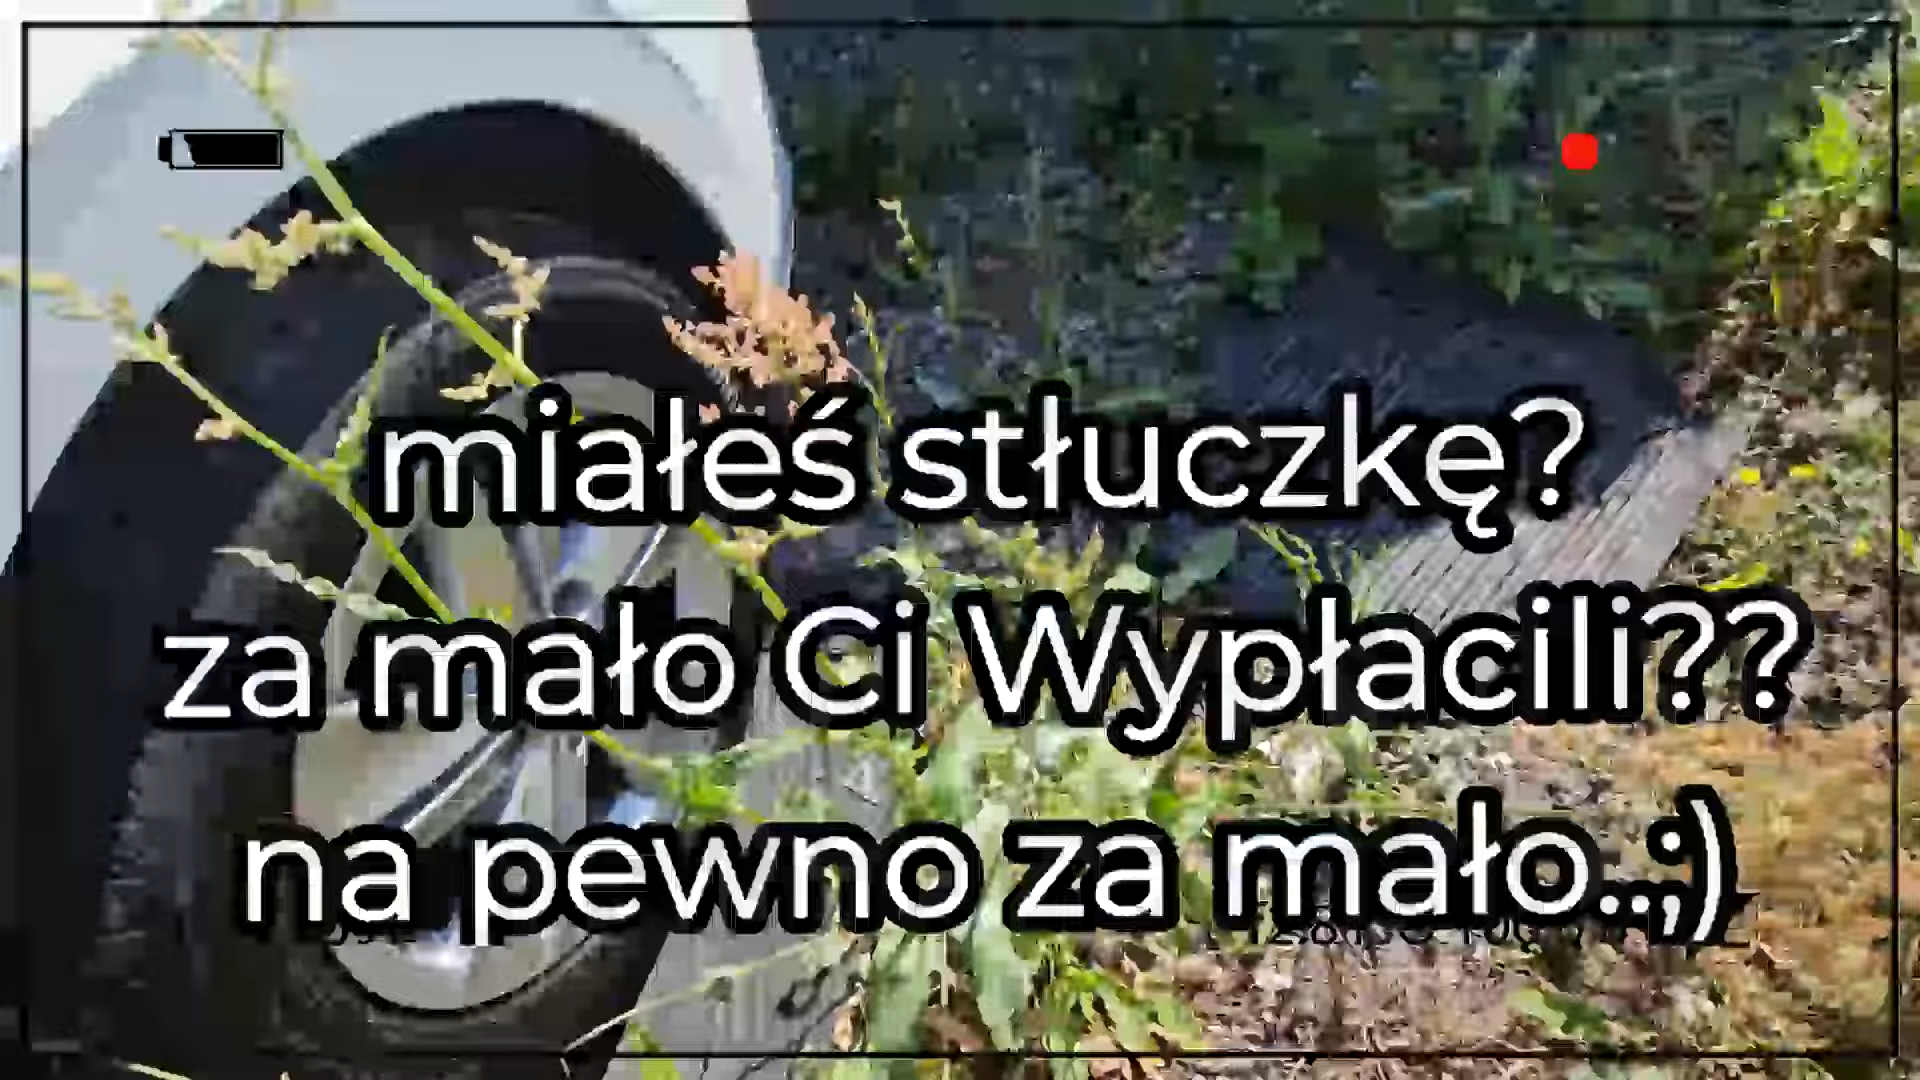 miałeś stłuczkę?
za mało Ci Wypłacili??
na pewno za mało..;)